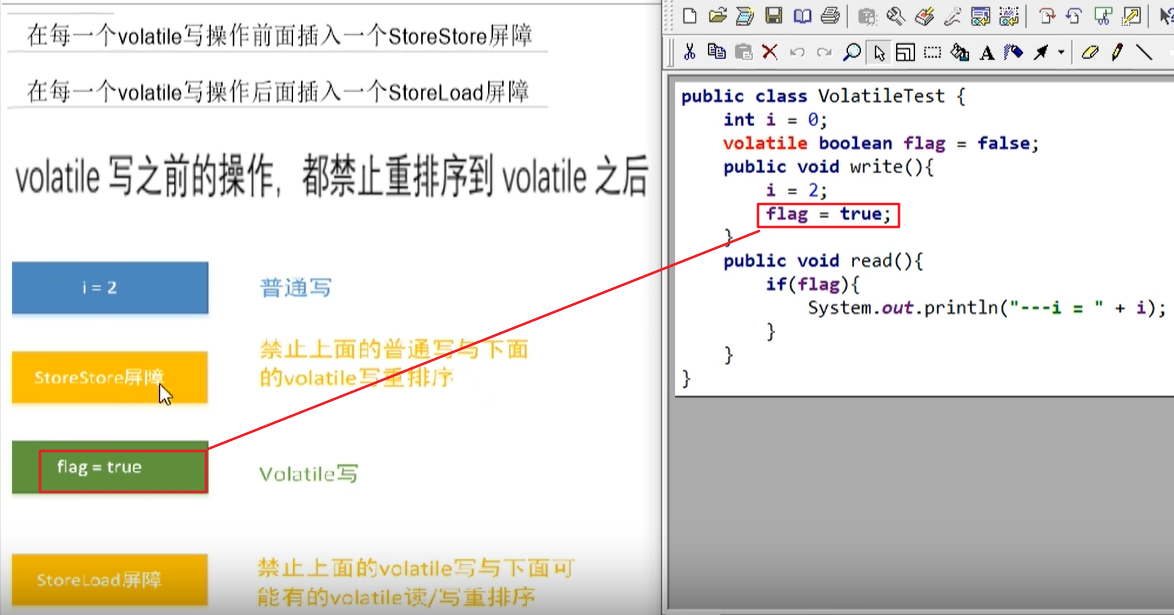 在每一个volatile写操作前面插入一个StoreStore屏障
在每一个volatile写操作后面插入一个StoreLoad屏障
volatile 写之前的操作，都禁止重排序到 volatile 之后
i = 2
普通写
StoreStore屏障
禁止上面的普通写与下面
的volatile写重排序
flag = true
Volatile写
StoreLoad屏障
禁止上面的volatile写与下面可
能有的volatile读/写重排序
public class VolatileTest {
int i = 0;
volatile boolean flag = false;
public void write(){
i = 2;
flag = true;
}
public void read(){
if(flag){
System.out.println("---i = " + i);
}
}
}